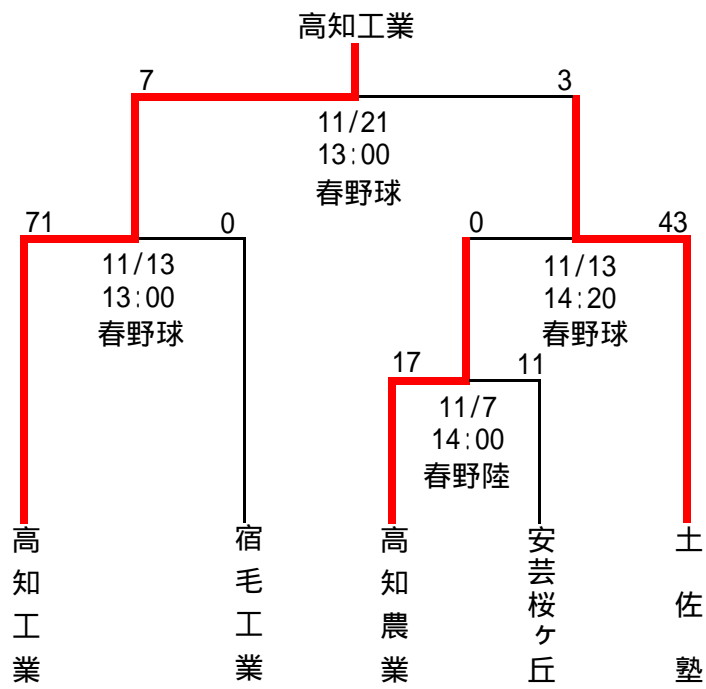 高知工業
7
3
11/21
13:00
春野球
71
0
0
43
11/13
13:00
春野球
11/13
14:20
春野球
17
11
11/7
14:00
春野陸
高知工業
宿毛工業
高知農業
安芸桜ヶ丘
土佐塾